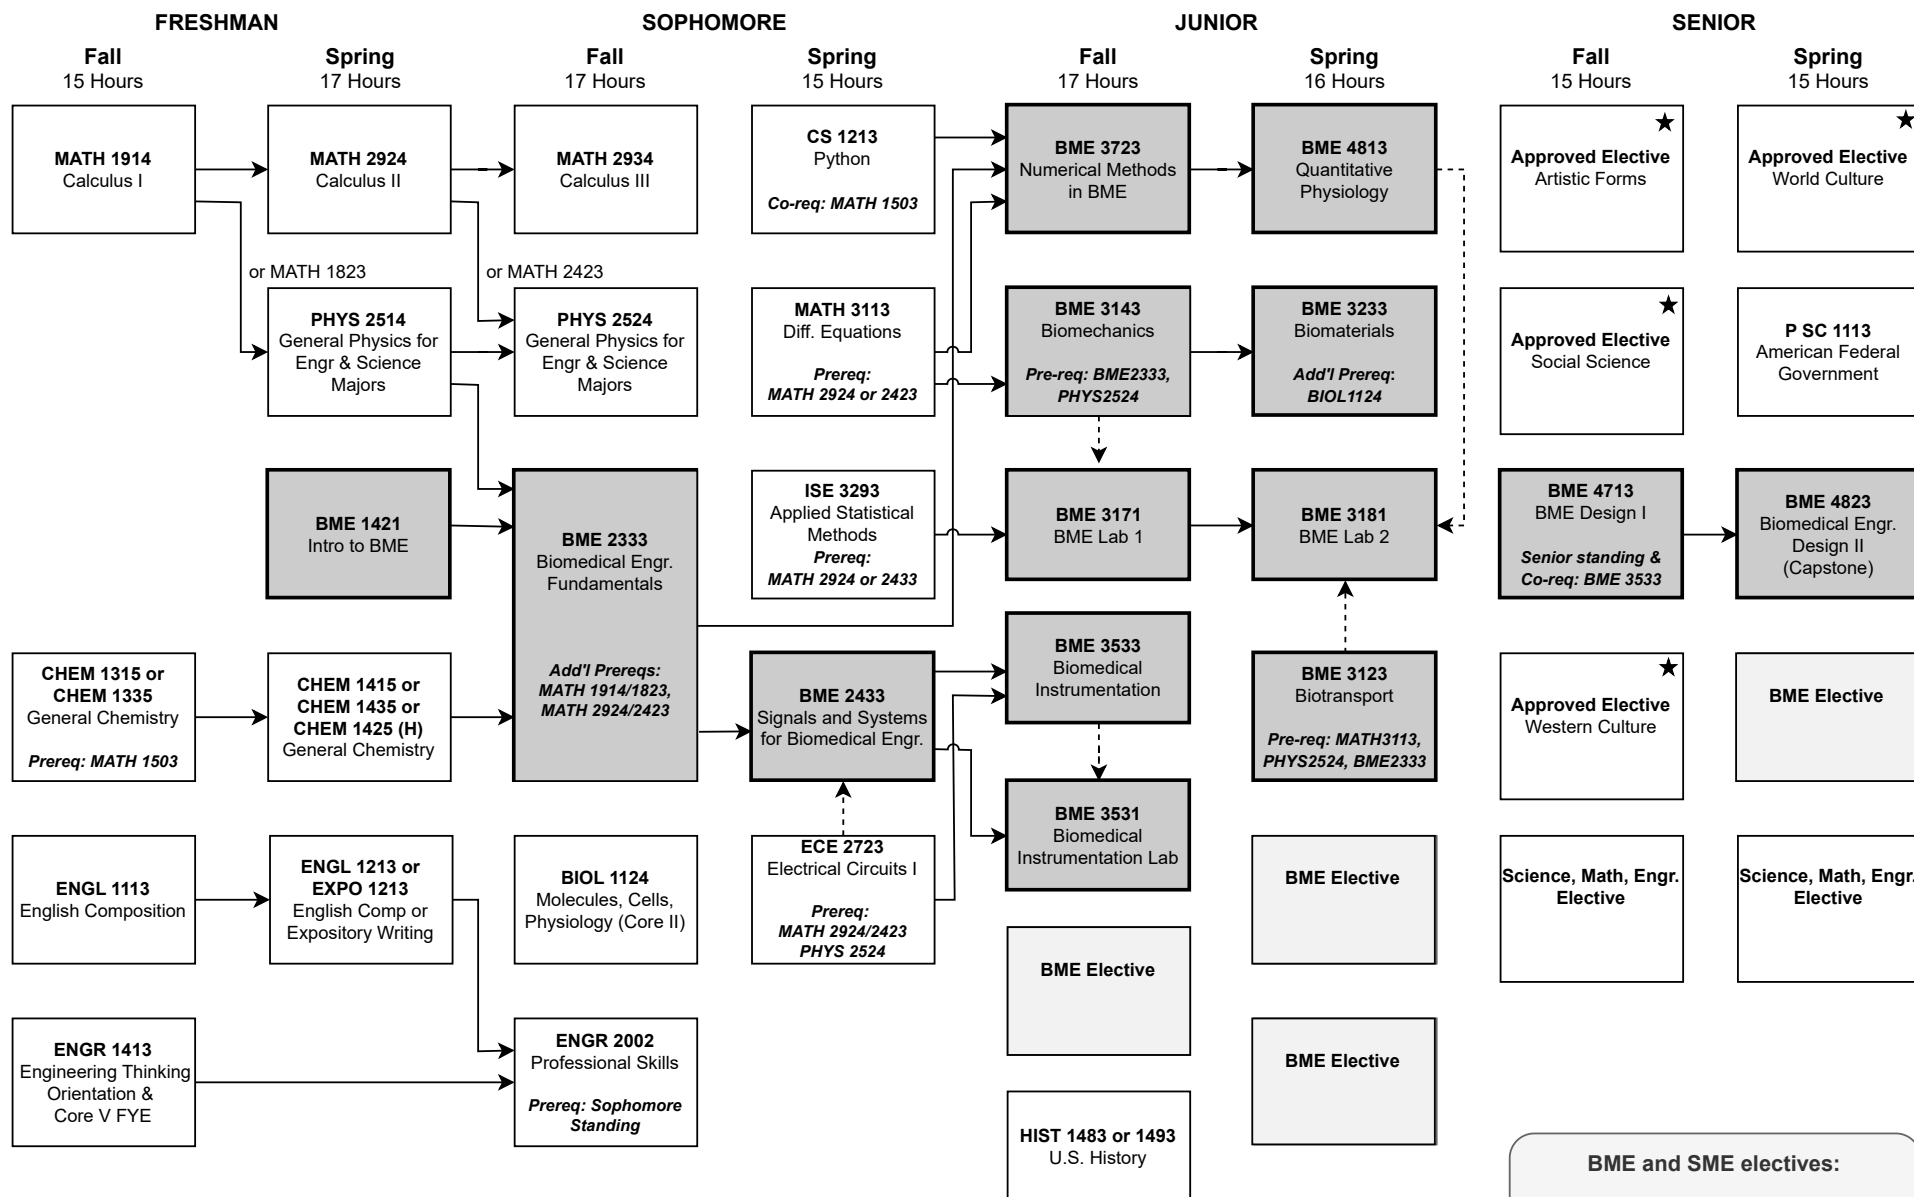 FRESHMAN
SOPHOMORE
JUNIOR
SENIOR
Fall
15 Hours
Spring
17 Hours
Fall
17 Hours
Spring
15 Hours
Fall
17 Hours
Spring
16 Hours
Fall
15 Hours
Spring
15 Hours
MATH 1914
Calculus I
MATH 2924
Calculus II
MATH 2934
Calculus III
CS 1213
Python
Co-req: MATH 1503
BME 3723
Numerical Methods
in BME
BME 4813
Quantitative
Physiology
Approved Elective
Artistic Forms
Approved Elective
World Culture
or MATH 1823
or MATH 2423
PHYS 2514
General Physics for
Engr & Science
Majors
PHYS 2524
General Physics for
Engr & Science
Majors
MATH 3113
Diff. Equations
Prereq:
MATH 2924 or 2423
BME 3143
Biomechanics
Pre-req: BME2333,
PHYS2524
BME 3233
Biomaterials
Add'l Prereq:
BIOL1124
Approved Elective
Social Science
P SC 1113
American Federal
Government
BME 1421
Intro to BME
BME 2333
Biomedical Engr.
Fundamentals
Add'l Prereqs:
MATH 1914/1823,
MATH 2924/2423
ISE 3293
Applied Statistical
Methods
Prereq:
MATH 2924 or 2433
BME 3171
BME Lab 1
BME 3181
BME Lab 2
BME 4713
BME Design I
Senior standing &
Co-req: BME 3533
BME 4823
Biomedical Engr.
Design II
(Capstone)
CHEM 1315 or
CHEM 1335
General Chemistry
Prereq: MATH 1503
CHEM 1415 or
CHEM 1435 or
CHEM 1425 (H)
General Chemistry
BME 2433
Signals and Systems
for Biomedical Engr.
BME 3533
Biomedical
Instrumentation
BME 3123
Biotransport
Pre-req: MATH3113,
PHYS2524, BME2333
Approved Elective
Western Culture
BME Elective
ENGL 1113
English Composition
ENGL 1213 or
EXPO 1213
English Comp or
Expository Writing
BIOL 1124
Molecules, Cells,
Physiology (Core II)
ECE 2723
Electrical Circuits I
Prereq:
MATH 2924/2423
PHYS 2524
BME 3531
Biomedical
Instrumentation Lab
BME Elective
Science, Math, Engr.
Elective
Science, Math, Engr.
Elective
BME Elective
ENGR 1413
Engineering Thinking
Orientation &
Core V FYE
ENGR 2002
Professional Skills
Prereq: Sophomore
Standing
BME Elective
HIST 1483 or 1493
U.S. History
BME and SME electives: